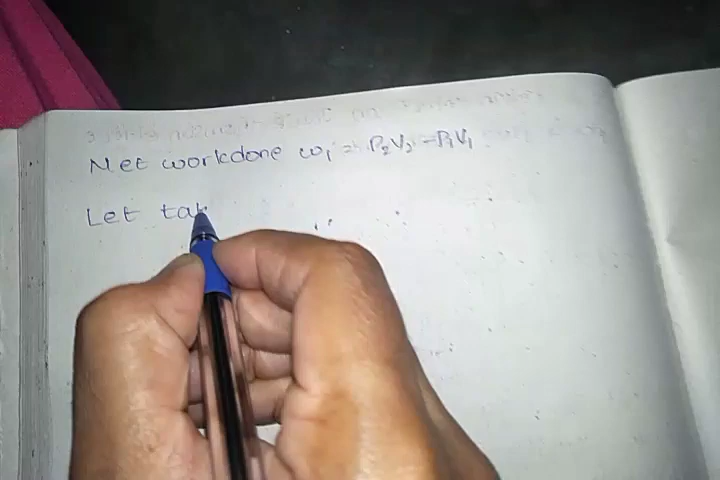 Net workdone w₁ = P₂V₂ - P₁V₁
Let tak